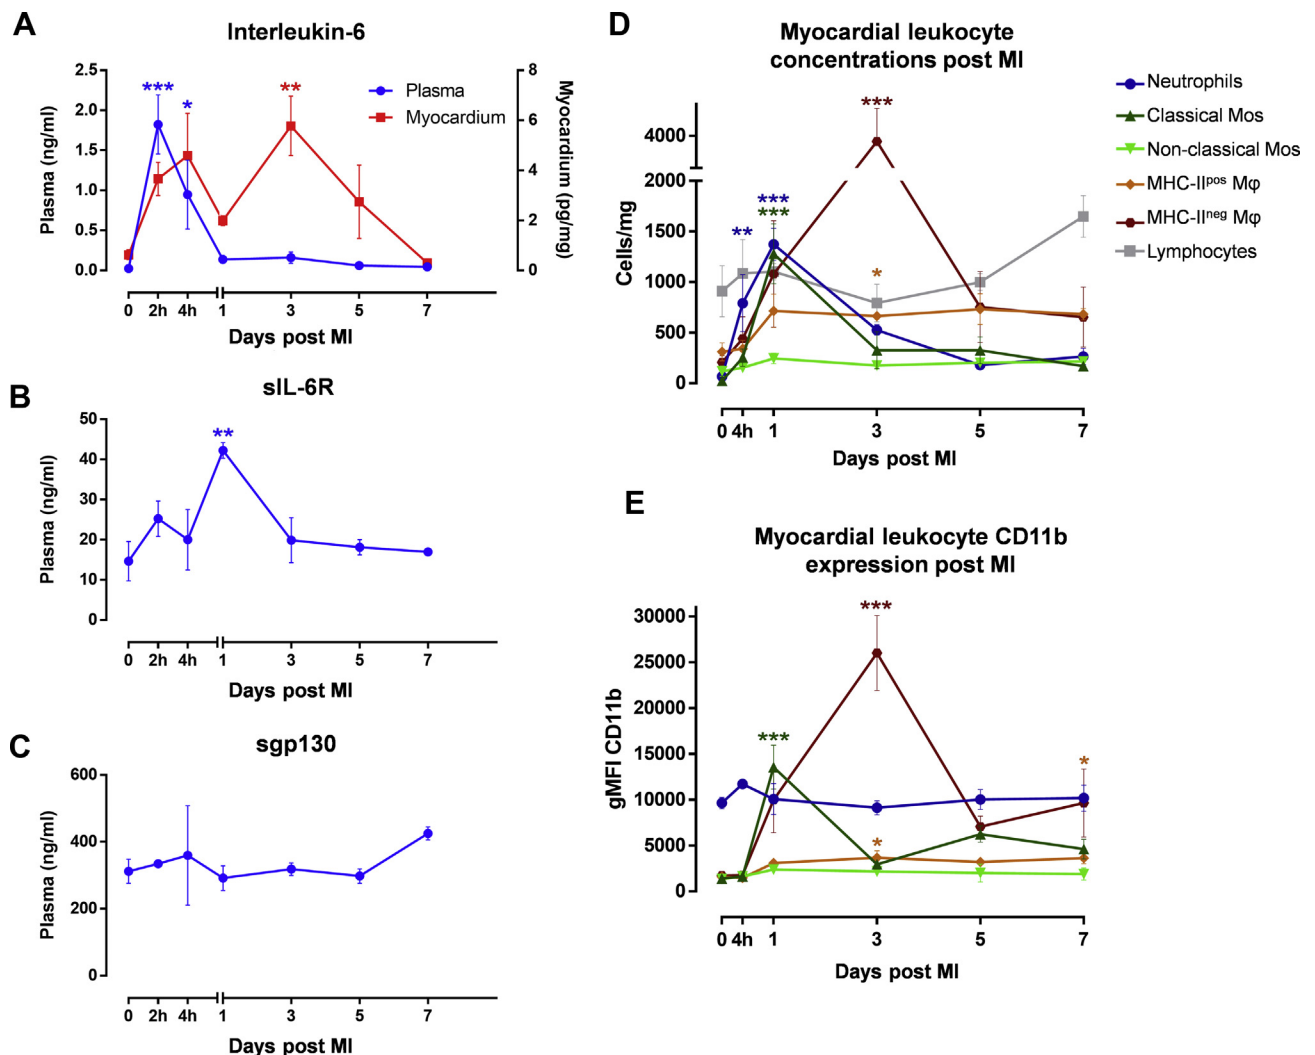 A
Interleukin-6
2.5
2.0
1.5
1.0
0.5
0.0
Plasma (ng/ml)
*** * **
Plasma
Myocardium
8
6
4
2
0
Myocardium (pg/mg)
0 2h 4h 1 3 5 7
Days post MI
B
sIL-6R
50
40
30
20
10
0
Plasma (ng/ml)
**
0 2h 4h 1 3 5 7
Days post MI
C
sgp130
600
400
200
0
Plasma (ng/ml)
0 2h 4h 1 3 5 7
Days post MI
D
Myocardial leukocyte
concentrations post MI
4000
2000
1500
1000
500
0
Cells/mg
***
***
**
***
*
Neutrophils
Classical Mos
Non-classical Mos
MHC-IIpos Mφ
MHC-IIneg Mφ
Lymphocytes
0 4h 1 3 5 7
Days post MI
E
Myocardial leukocyte CD11b
expression post MI
30000
25000
20000
15000
10000
5000
0
gMFI CD11b
***
***
*
*
0 4h 1 3 5 7
Days post MI